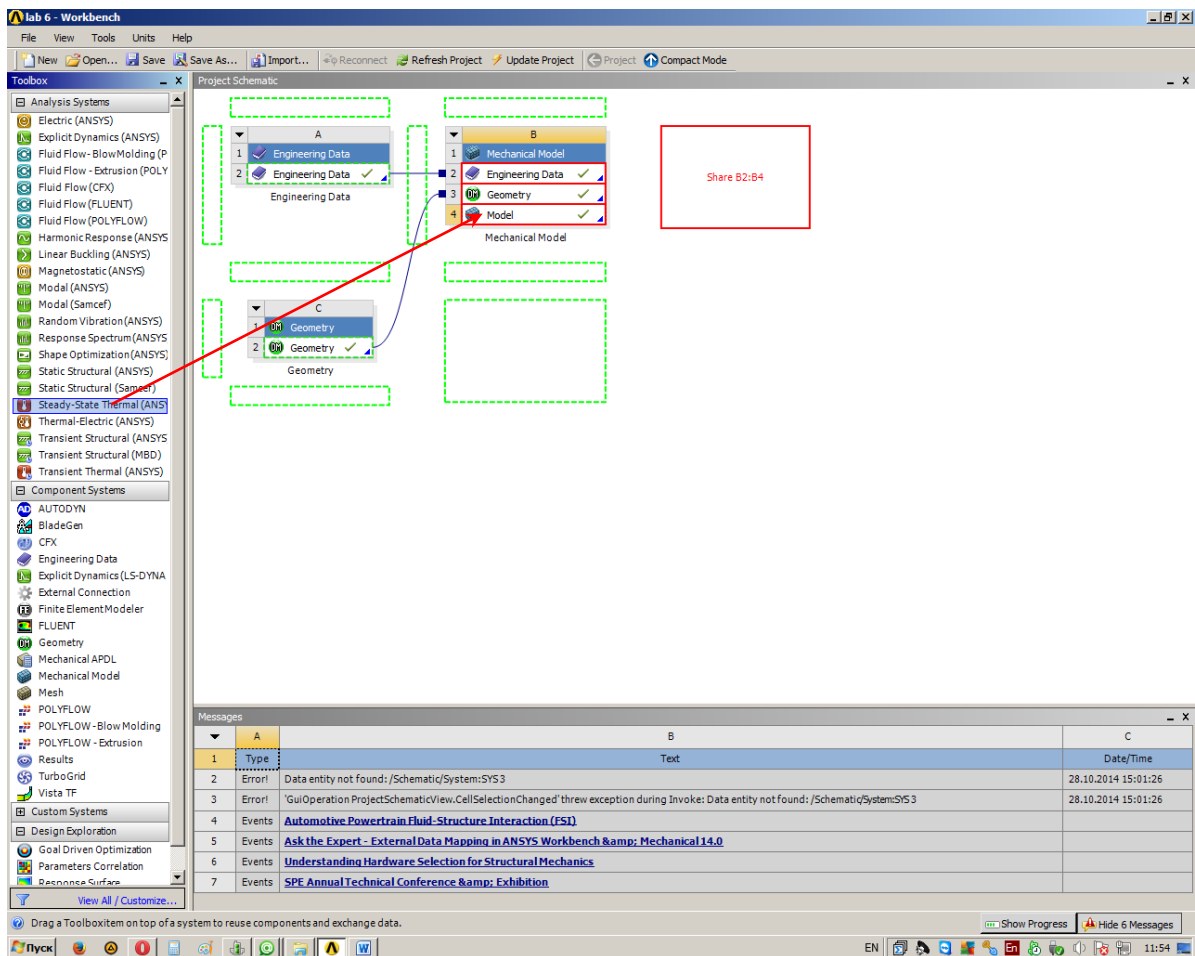 lab 6 - Workbench
File View Tools Units Help
New Open... Save Save As... Import... Reconnect Refresh Project Update Project Project Compact Mode
Toolbox
Analysis Systems
Electric (ANSYS)
Explicit Dynamics (ANSYS)
Fluid Flow- BlowMolding (P
Fluid Flow - Extrusion (POLY
Fluid Flow (CFX)
Fluid Flow (FLUENT)
Fluid Flow (POLYFLOW)
Harmonic Response (ANSYS
Linear Buckling (ANSYS)
Magnetostatic (ANSYS)
Modal (ANSYS)
Modal (Samcef)
Random Vibration (ANSYS)
Response Spectrum (ANSYS
Shape Optimization (ANSYS)
Static Structural (ANSYS)
Static Structural (Samcef)
Steady-State Thermal (ANSY
Thermal-Electric (ANSYS)
Transient Structural (ANSYS
Transient Structural (MBD)
Transient Thermal (ANSYS)
Component Systems
AUTODYN
BladeGen
CFX
Engineering Data
Explicit Dynamics (LS-DYNA
External Connection
Finite Element Modeler
FLUENT
Geometry
Mechanical APDL
Mechanical Model
Mesh
POLYFLOW
POLYFLOW - Blow Molding
POLYFLOW - Extrusion
Results
TurboGrid
Vista TF
Custom Systems
Design Exploration
Goal Driven Optimization
Parameters Correlation
Response Surface
View All / Customize...
Project Schematic
A
1 Engineering Data
2 Engineering Data
Engineering Data
B
1 Mechanical Model
2 Engineering Data
3 Geometry
4 Model
Mechanical Model
Share B2:B4
C
1 Geometry
2 Geometry
Geometry
Messages
A B C
1 Type Text Date/Time
2 Error! Data entity not found: /Schematic/System:SYS 3 28.10.2014 15:01:26
3 Error! 'GuiOperation ProjectSchematicView.CellSelectionChanged' threw exception during Invoke: Data entity not found: /Schematic/System:SYS 3 28.10.2014 15:01:26
4 Events Automotive Powertrain Fluid-Structure Interaction (FSI)
5 Events Ask the Expert - External Data Mapping in ANSYS Workbench &amp; Mechanical 14.0
6 Events Understanding Hardware Selection for Structural Mechanics
7 Events SPE Annual Technical Conference &amp; Exhibition
Drag a Toolbox item on top of a system to reuse components and exchange data.
Show Progress Hide 6 Messages
Пуск EN En 11:54